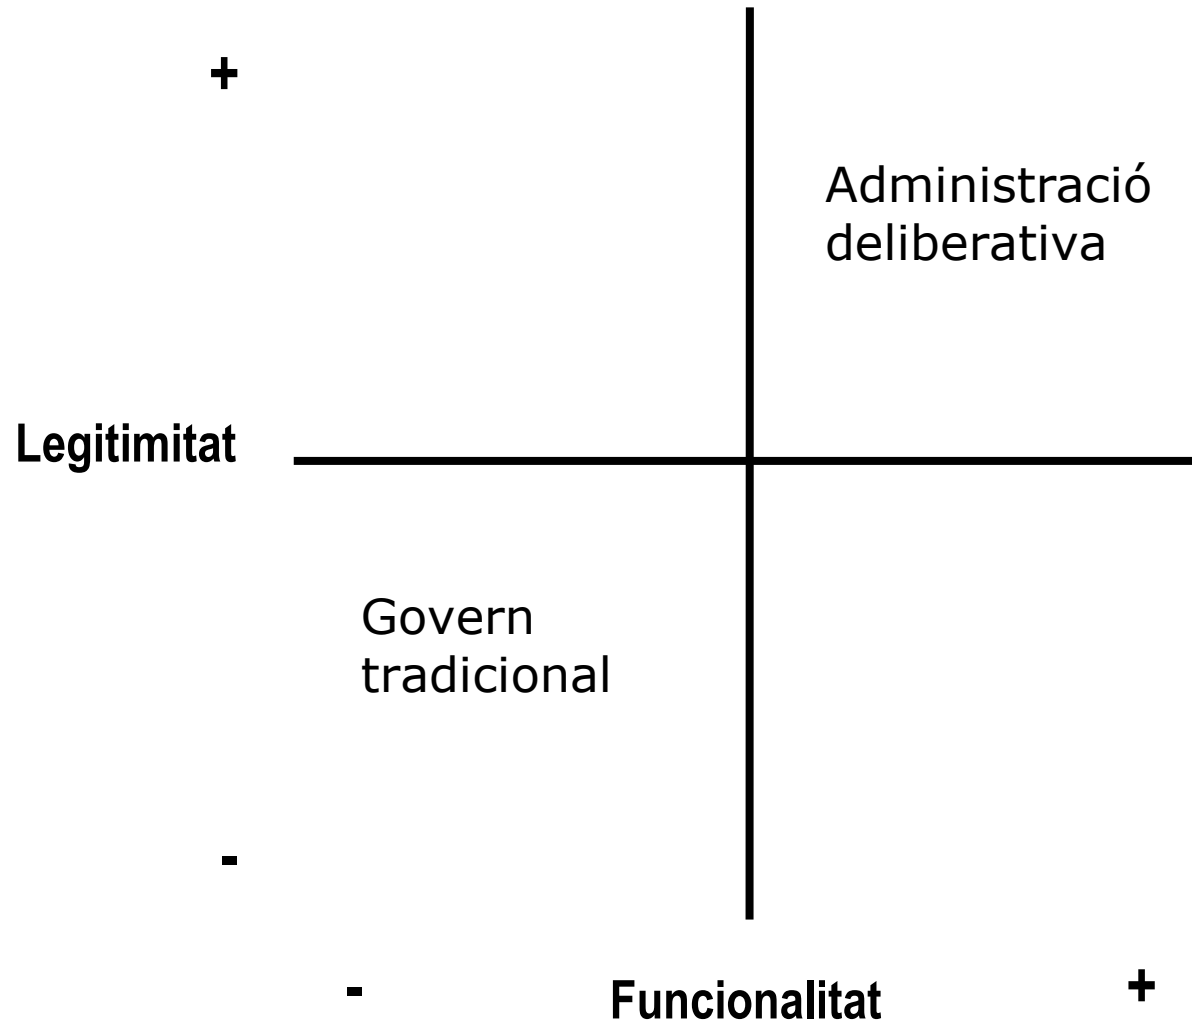 +
Administració
deliberativa
Legitimitat
Govern
tradicional
-
-
Funcionalitat
+